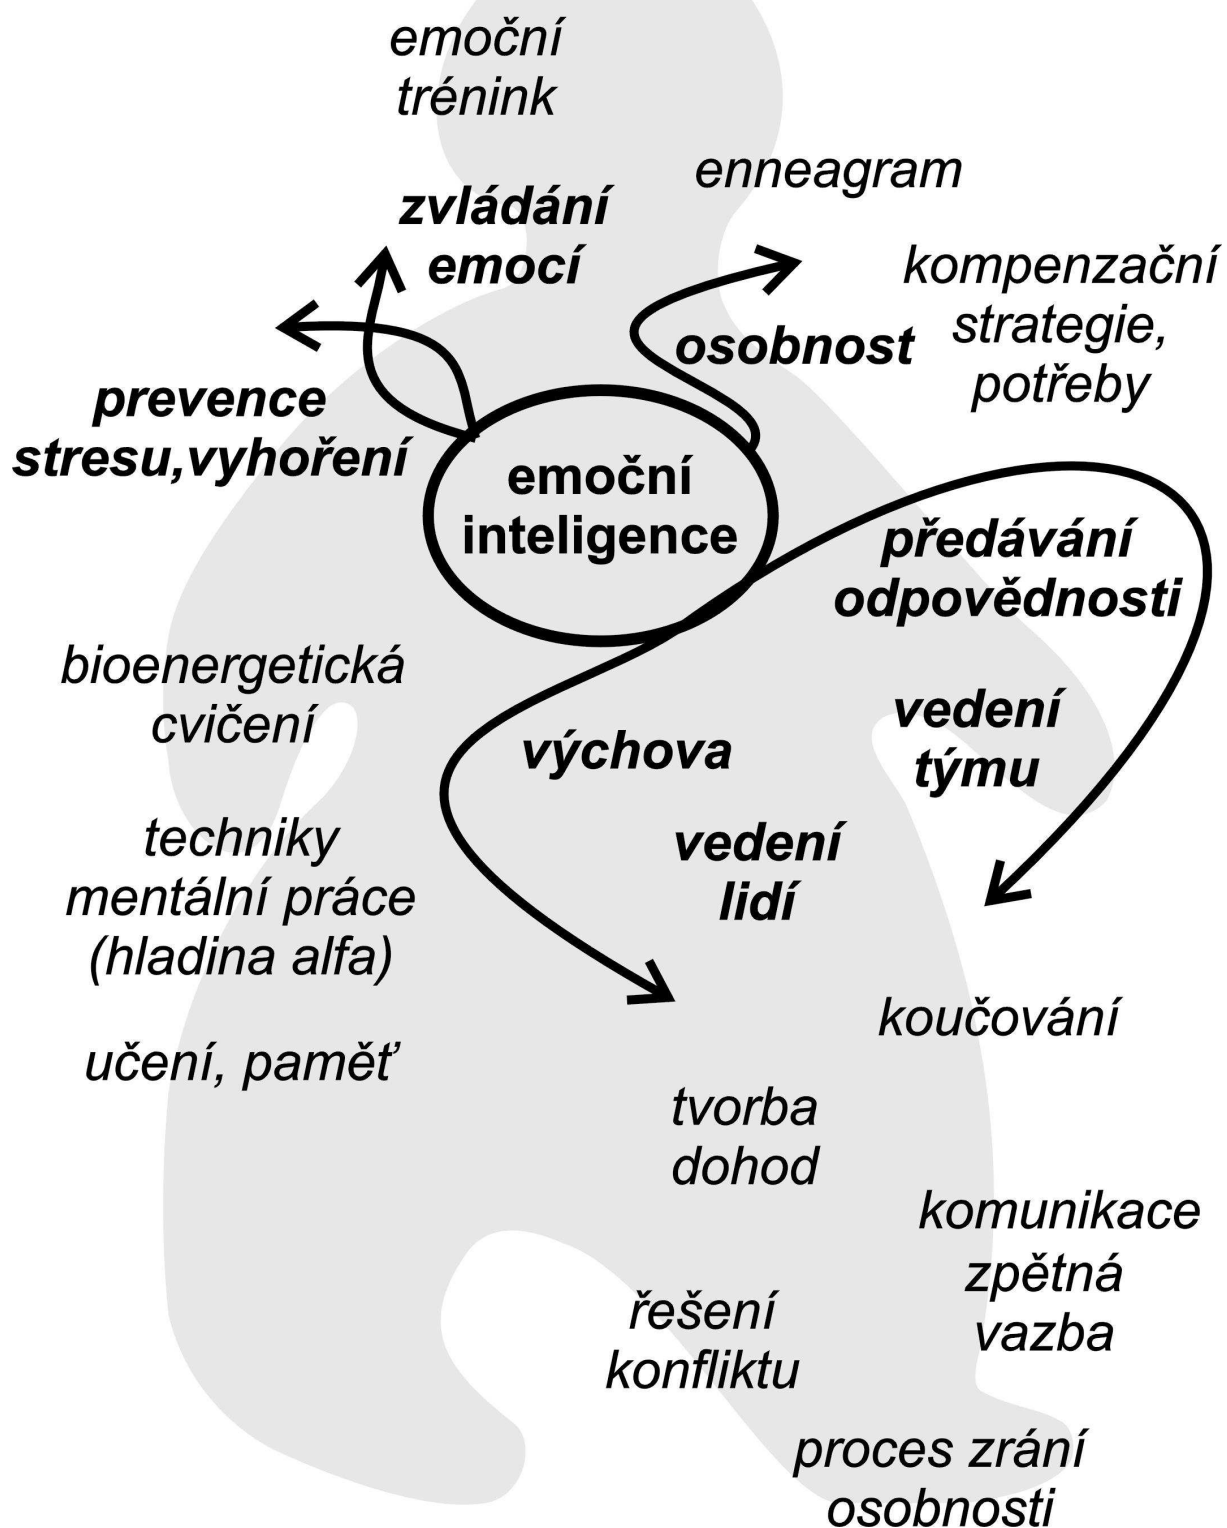 emoční
trénink
enneagram
zvládání
emocí
kompenzační
strategie,
potřeby
osobnost
prevence
stresu,vyhoření
emoční
inteligence
předávání
odpovědnosti
bioenergetická
cvičení
výchova
vedení
týmu
techniky
mentální práce
(hladina alfa)
vedení
lidí
koučování
učení, paměť
tvorba
dohod
komunikace
zpětná
vazba
řešení
konfliktu
proces zrání
osobnosti